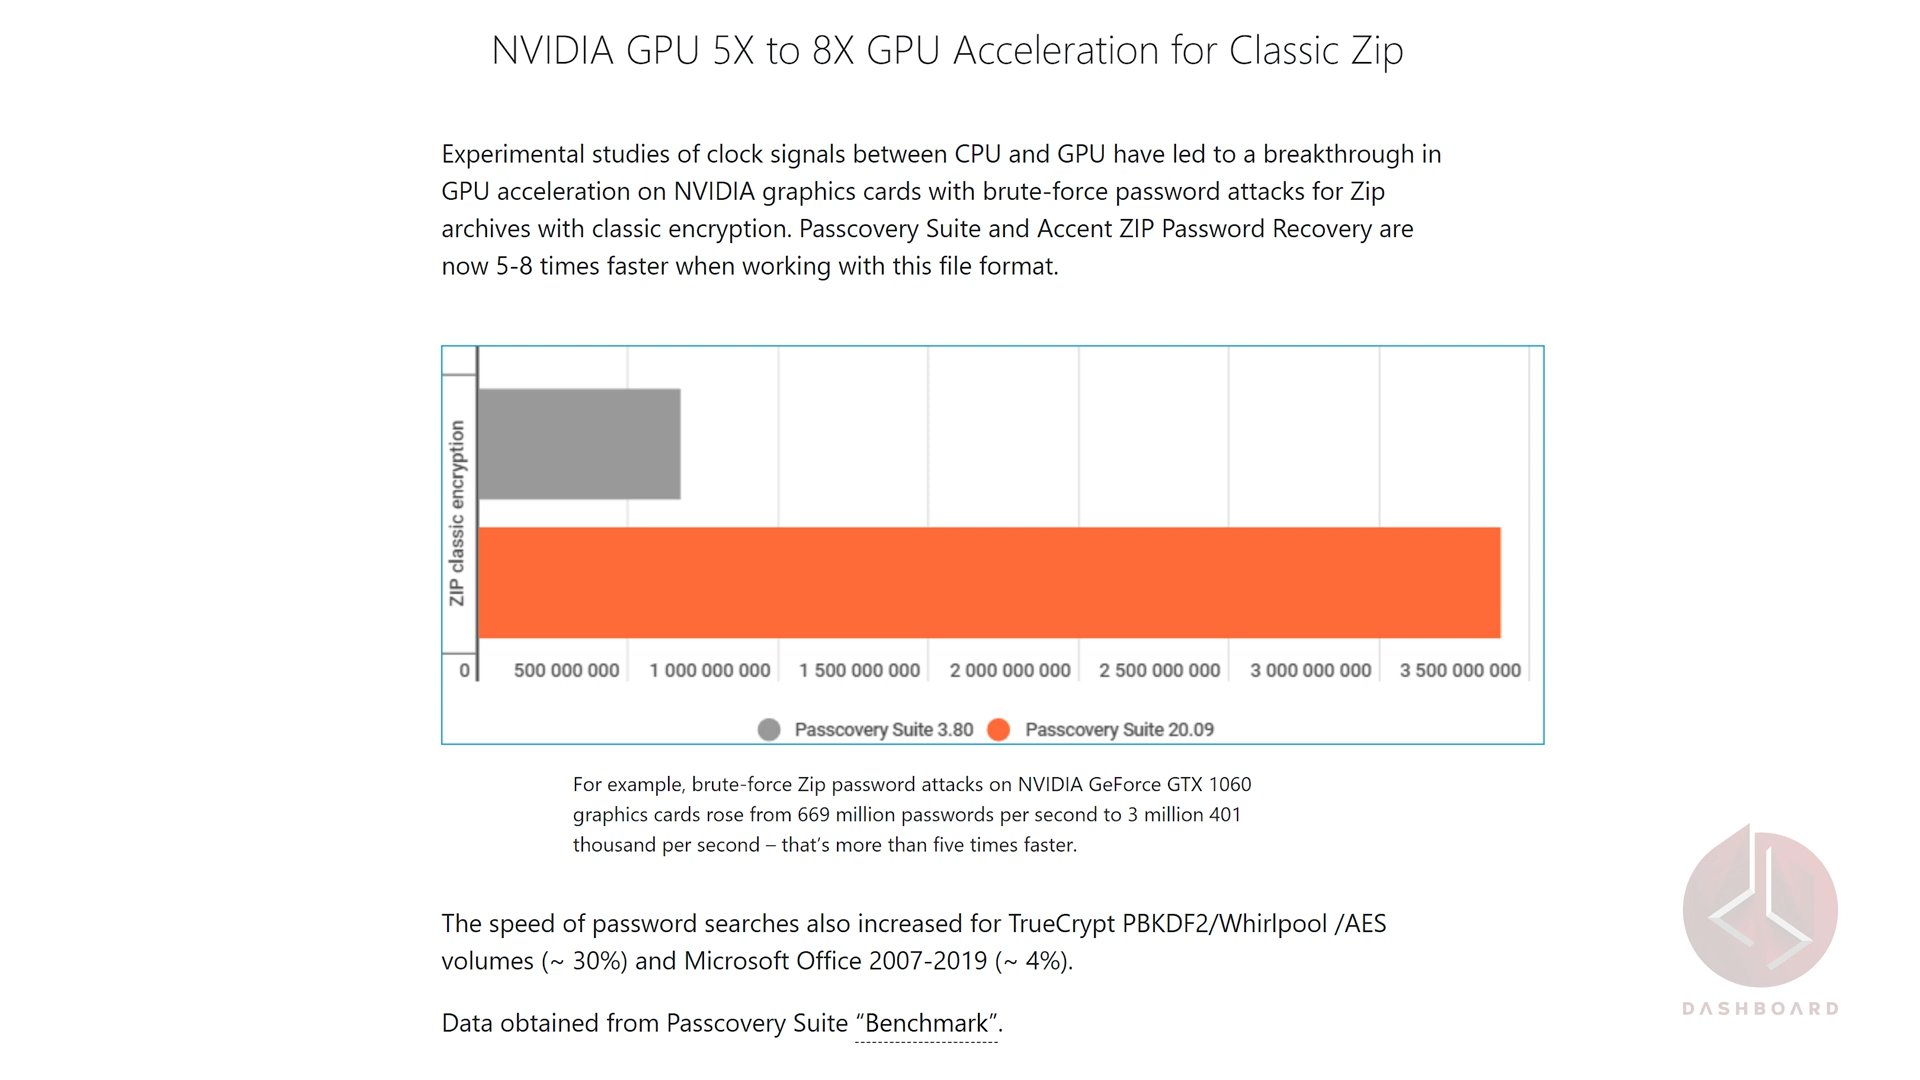 NVIDIA GPU 5X to 8X GPU Acceleration for Classic Zip
Experimental studies of clock signals between CPU and GPU have led to a breakthrough in
GPU acceleration on NVIDIA graphics cards with brute-force password attacks for Zip
archives with classic encryption. Passcovery Suite and Accent ZIP Password Recovery are
now 5-8 times faster when working with this file format.
ZIP classic encryption
0 500 000 000 1 000 000 000 1 500 000 000 2 000 000 000 2 500 000 000 3 000 000 000 3 500 000 000
Passcovery Suite 3.80 Passcovery Suite 20.09
For example, brute-force Zip password attacks on NVIDIA GeForce GTX 1060
graphics cards rose from 669 million passwords per second to 3 million 401
thousand per second – that’s more than five times faster.
The speed of password searches also increased for TrueCrypt PBKDF2/Whirlpool /AES
volumes (~ 30%) and Microsoft Office 2007-2019 (~ 4%).
Data obtained from Passcovery Suite “Benchmark”.
DASHBOARD